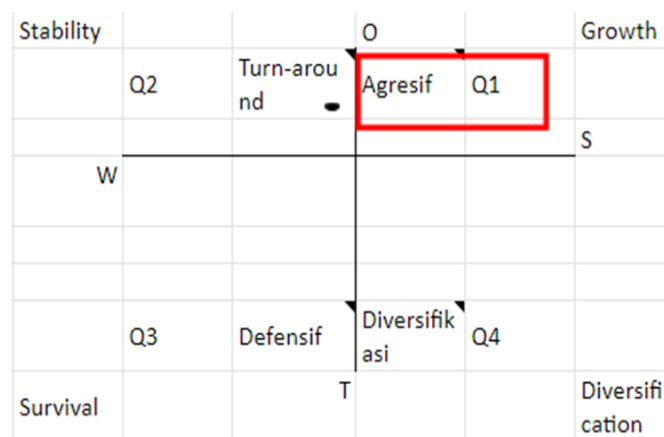 Stability O Growth
Q2 Turn-arou
nd Agresif Q1
S
W
Q3 Defensif Diversifik
asi Q4
T
Survival Diversifi
cation